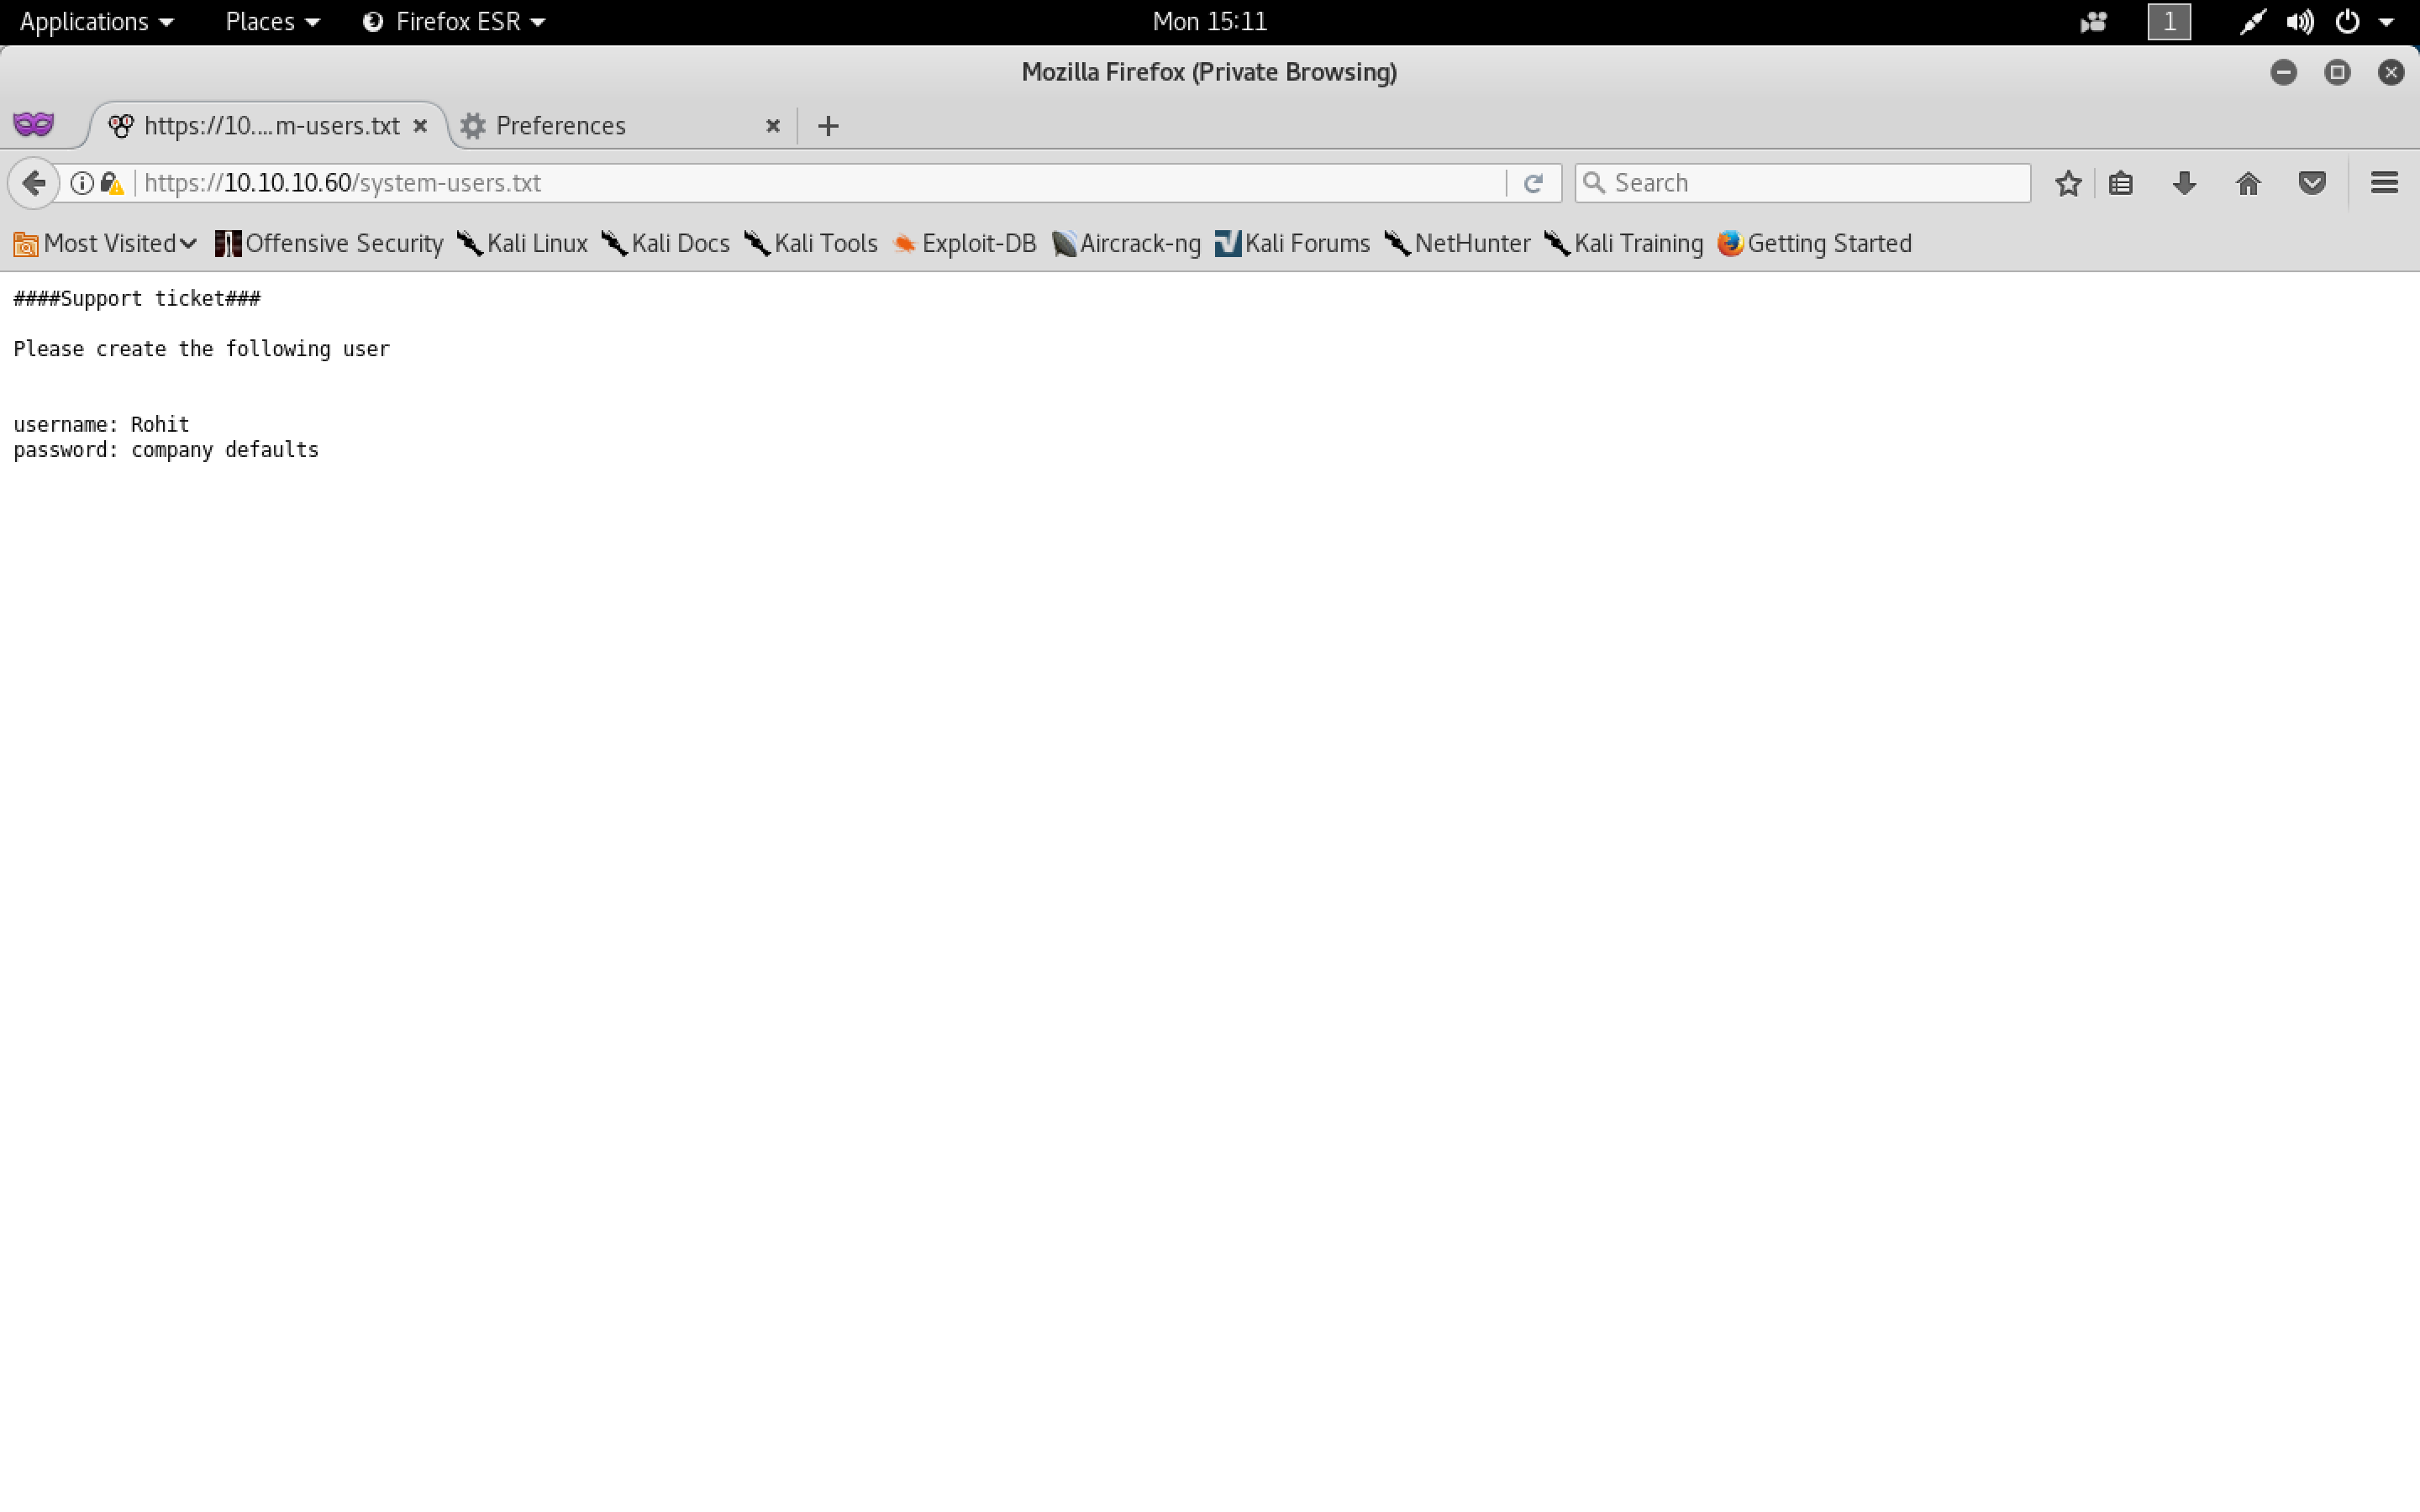 Applications Places Firefox ESR Mon 15:11 1
Mozilla Firefox (Private Browsing)
https://10....m-users.txt Preferences
https://10.10.10.60/system-users.txt Search
Most Visited Offensive Security Kali Linux Kali Docs Kali Tools Exploit-DB Aircrack-ng Kali Forums NetHunter Kali Training Getting Started
####Support ticket###
Please create the following user
username: Rohit
password: company defaults